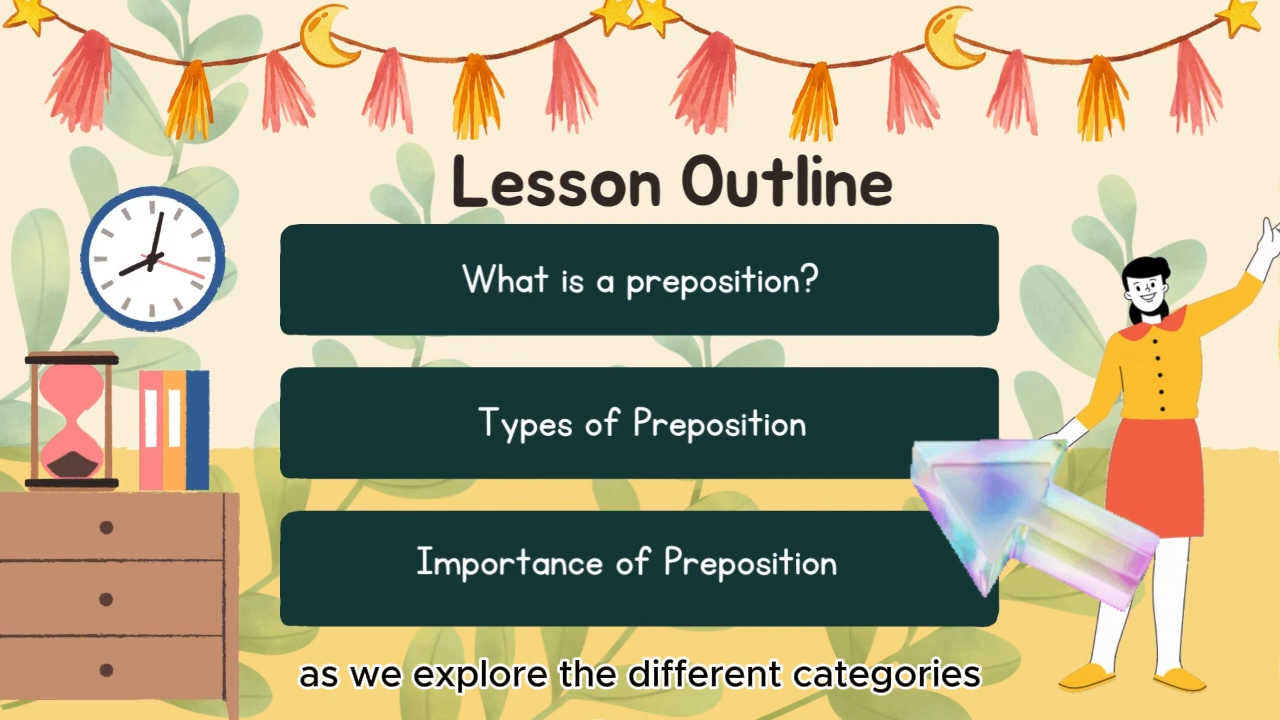 Lesson Outline
What is a preposition?
Types of Preposition
Importance of Preposition
as we explore the different categories